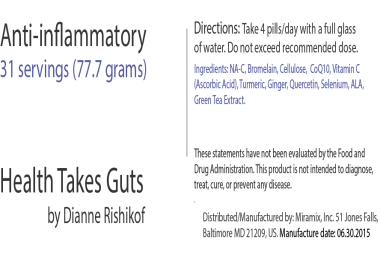 Anti-inflammatory
31 servings (77.7 grams)
Health Takes Guts
by Dianne Rishikof
Directions: Take 4 pills/day with a full glass
of water. Do not exceed recommended dose.
Ingredients: NA-C, Bromelain, Cellulose, CoQ10, Vitamin C
(Ascorbic Acid), Turmeric, Ginger, Quercetin, Selenium, ALA,
Green Tea Extract.
These statements have not been evaluated by the Food and
Drug Administration. This product is not intended to diagnose,
treat, cure, or prevent any disease.
Distributed/Manufactured by: Miramix, Inc. 51 Jones Falls,
Baltimore MD 21209, US. Manufacture date: 06.30.2015